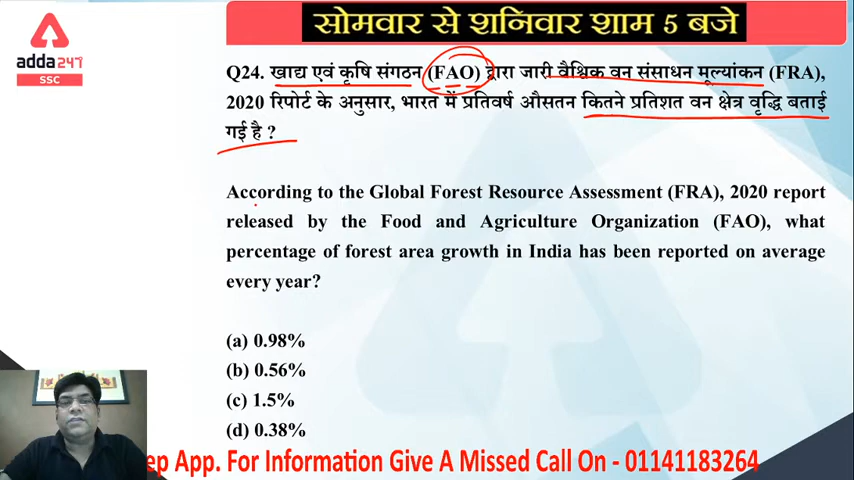 सोमवार से शनिवार शाम 5 बजे
adda247
SSC
Q24. खाद्य एवं कृषि संगठन (FAO) द्वारा जारी वैश्विक वन संसाधन मूल्यांकन (FRA),
2020 रिपोर्ट के अनुसार, भारत में प्रतिवर्ष औसतन कितने प्रतिशत वन क्षेत्र वृद्धि बताई
गई है ?
According to the Global Forest Resource Assessment (FRA), 2020 report
released by the Food and Agriculture Organization (FAO), what
percentage of forest area growth in India has been reported on average
every year?
(a) 0.98%
(b) 0.56%
(c) 1.5%
(d) 0.38%
App. For Information Give A Missed Call On - 01141183264